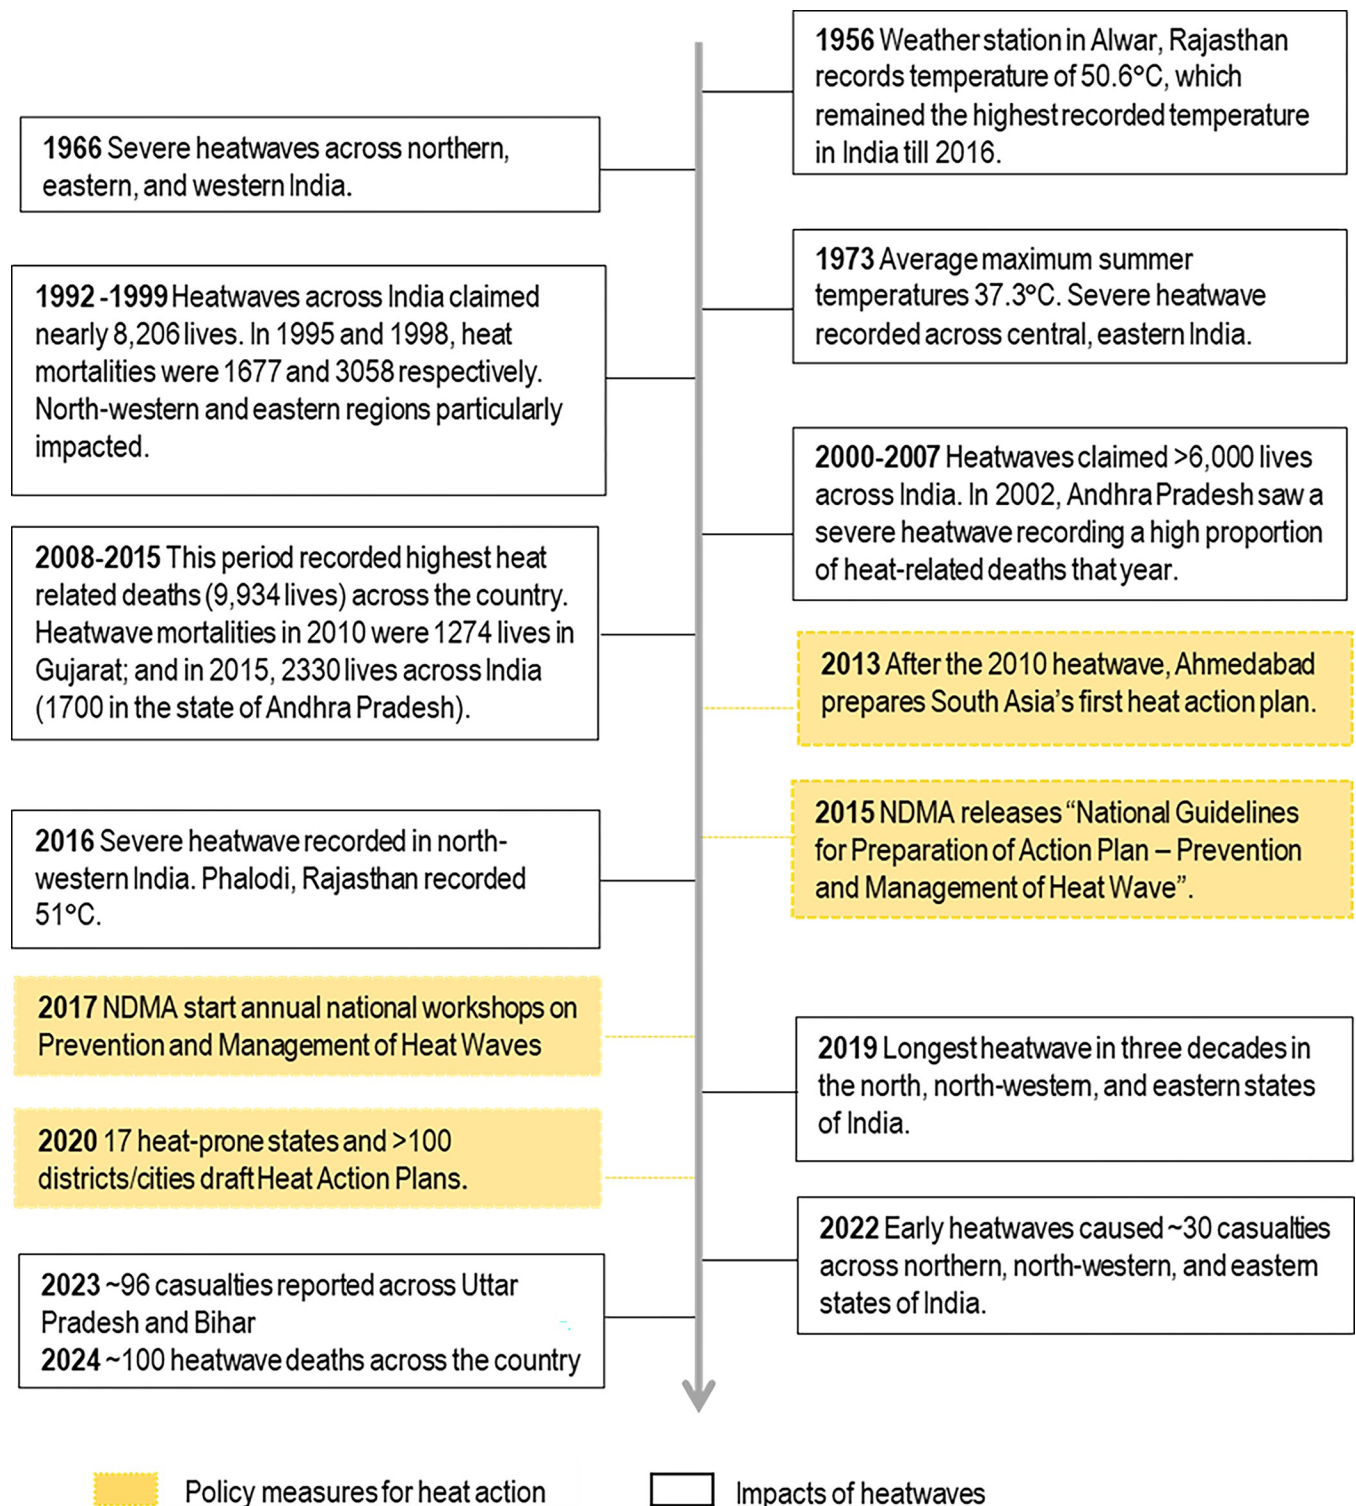 1956 Weather station in Alwar, Rajasthan
records temperature of 50.6°C, which
remained the highest recorded temperature
in India till 2016.
1966 Severe heatwaves across northern,
eastern, and western India.
1973 Average maximum summer
temperatures 37.3°C. Severe heatwave
recorded across central, eastern India.
1992 -1999 Heatwaves across India claimed
nearly 8,206 lives. In 1995 and 1998, heat
mortalities were 1677 and 3058 respectively.
North-western and eastern regions particularly
impacted.
2000-2007 Heatwaves claimed >6,000 lives
across India. In 2002, Andhra Pradesh saw a
severe heatwave recording a high proportion
of heat-related deaths that year.
2008-2015 This period recorded highest heat
related deaths (9,934 lives) across the country.
Heatwave mortalities in 2010 were 1274 lives in
Gujarat; and in 2015, 2330 lives across India
(1700 in the state of Andhra Pradesh).
2013 After the 2010 heatwave, Ahmedabad
prepares South Asia's first heat action plan.
2015 NDMA releases “National Guidelines
for Preparation of Action Plan – Prevention
and Management of Heat Wave”.
2016 Severe heatwave recorded in north-
western India. Phalodi, Rajasthan recorded
51°C.
2017 NDMA start annual national workshops on
Prevention and Management of Heat Waves
2019 Longest heatwave in three decades in
the north, north-western, and eastern states
of India.
2020 17 heat-prone states and >100
districts/cities draft Heat Action Plans.
2022 Early heatwaves caused ~30 casualties
across northern, north-western, and eastern
states of India.
2023 ~96 casualties reported across Uttar
Pradesh and Bihar
2024 ~100 heatwave deaths across the country
Policy measures for heat action
Impacts of heatwaves